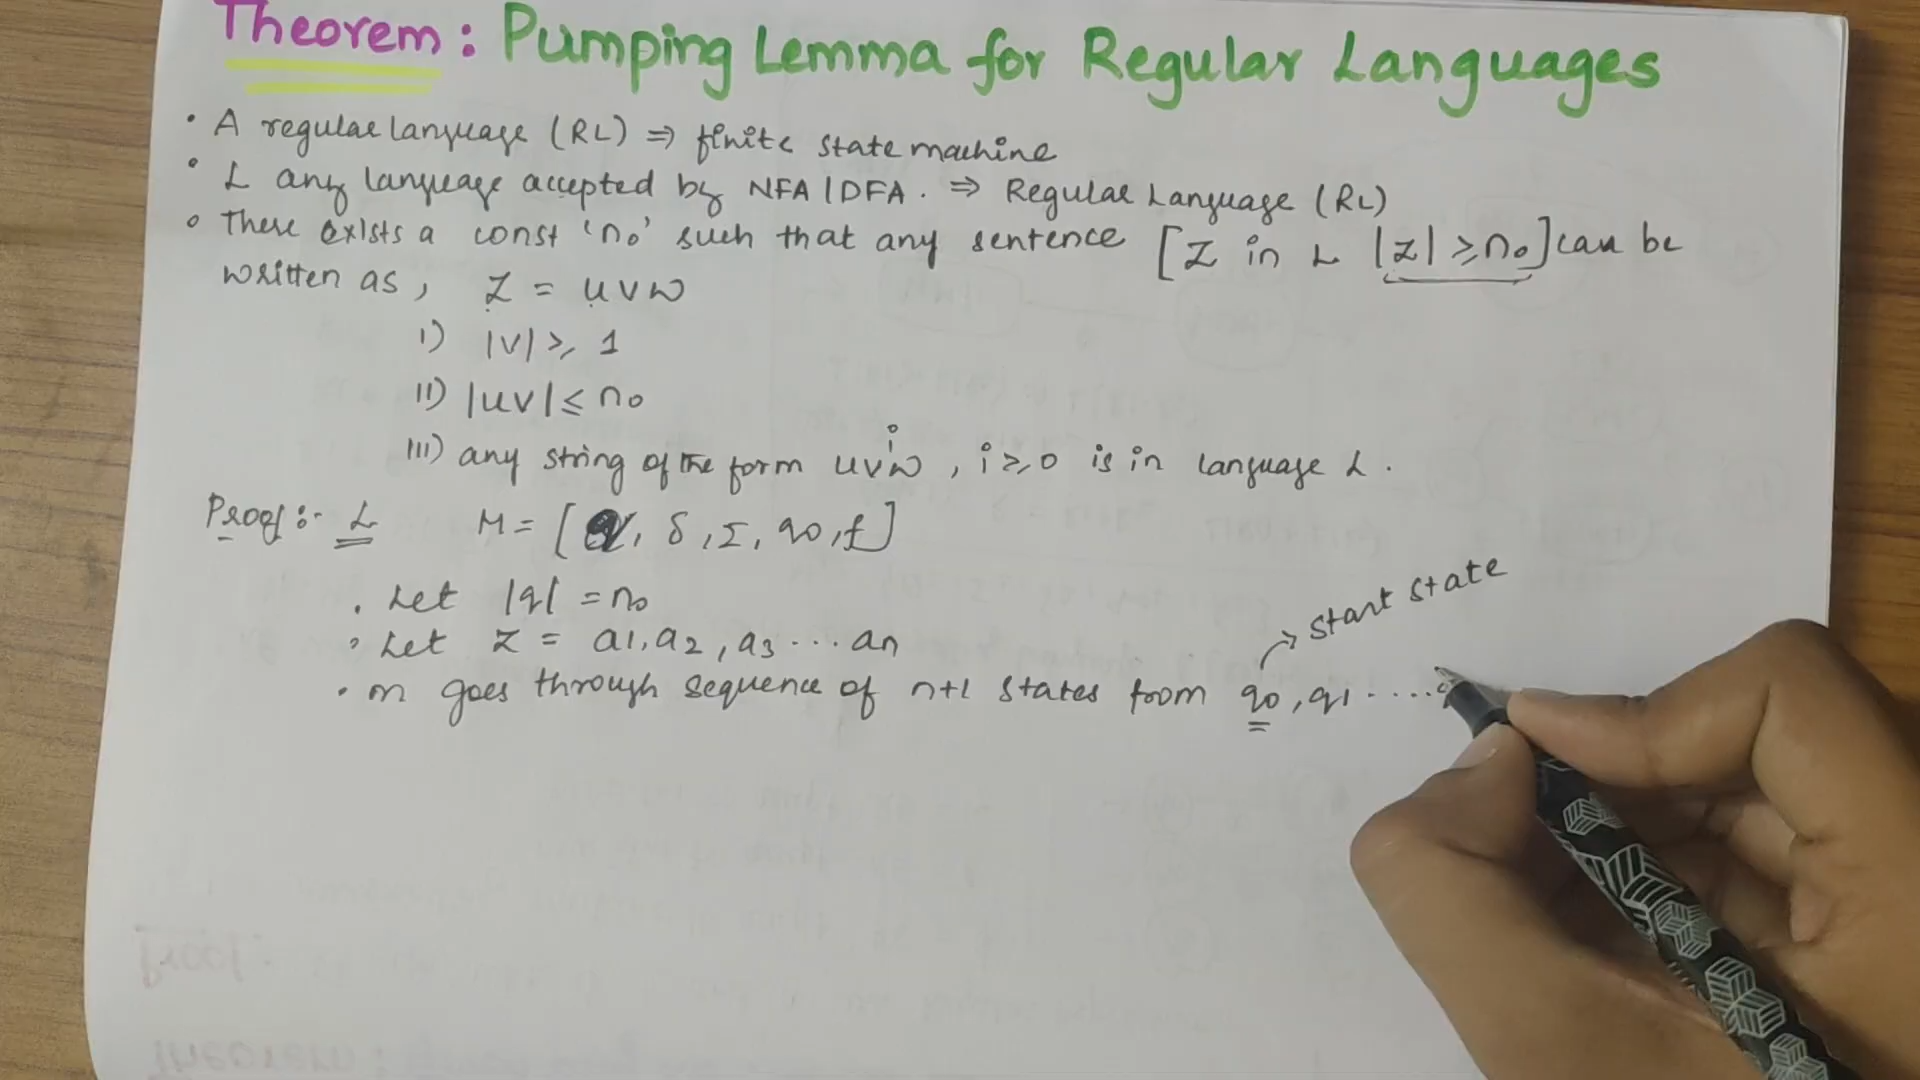 Theorem: Pumping Lemma for Regular Languages
• A regular language (RL) ⇒ finite state machine
• L any language accepted by NFA | DFA. ⇒ Regular Language (RL)
• There exists a const 'n₀' such that any sentence [Z in L |z| ≥ n₀] can be
written as, Z = uvw
i) |v| ≥ 1
ii) |uv| ≤ n₀
iii) any string of the form uvⁱw, i ≥ 0 is in language L.
Proof:- L M = [q, δ, Σ, q0, f]
start state
• Let |q| = n₀
• Let Z = a1, a2, a3 ... an
• m goes through sequence of n+1 states from q0, q1 .....